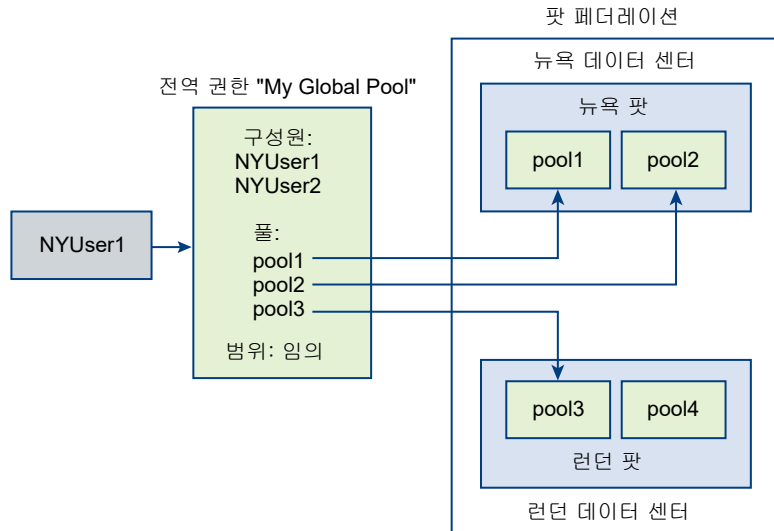 팟 페더레이션
뉴욕 데이터 센터
뉴욕 팟
pool1
pool2
전역 권한 "My Global Pool"
구성원:
NYUser1
NYUser2
풀:
pool1
pool2
pool3
범위: 임의
NYUser1
pool3
pool4
런던 팟
런던 데이터 센터